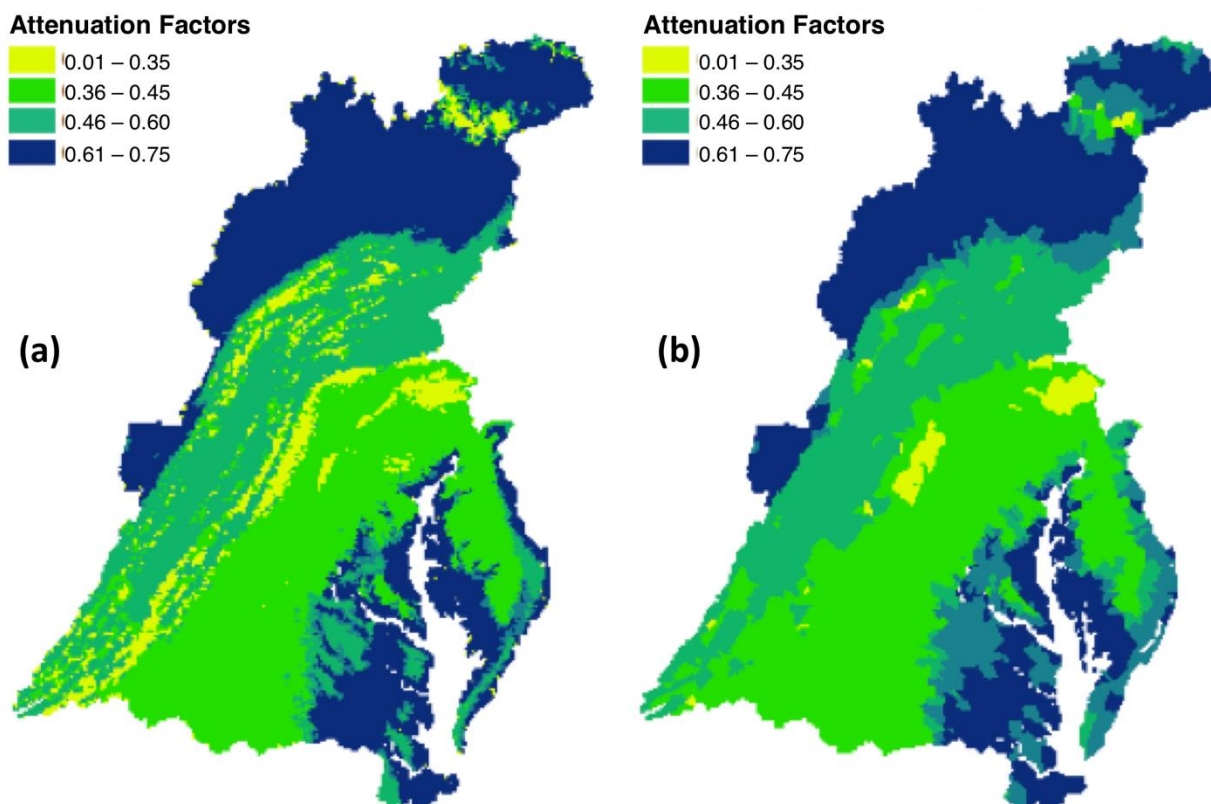 Attenuation Factors
0.01 – 0.35
0.36 – 0.45
0.46 – 0.60
0.61 – 0.75
(a)
Attenuation Factors
0.01 – 0.35
0.36 – 0.45
0.46 – 0.60
0.61 – 0.75
(b)